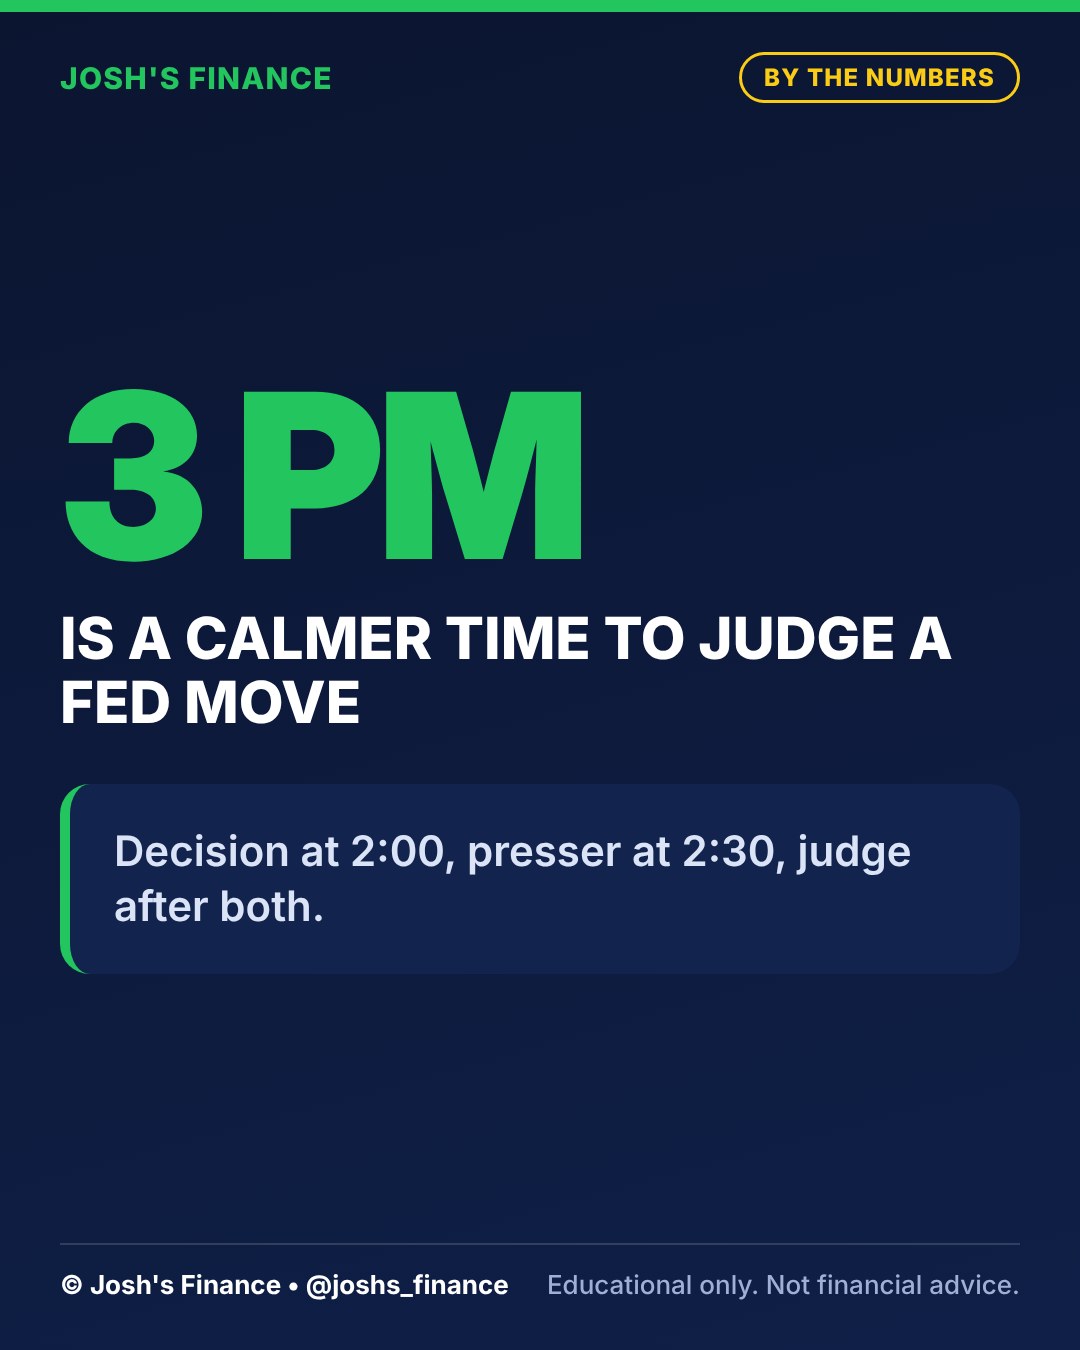 JOSH'S FINANCE
BY THE NUMBERS
3 PM
IS A CALMER TIME TO JUDGE A
FED MOVE
Decision at 2:00, presser at 2:30, judge
after both.
© Josh's Finance • @joshs_finance
Educational only. Not financial advice.